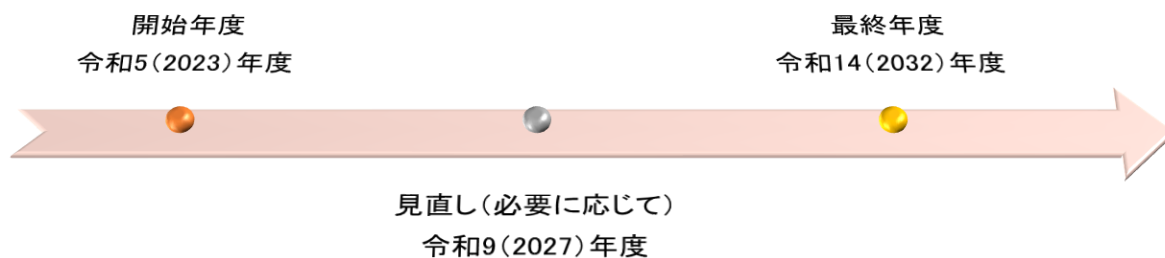 開始年度
令和5(2023)年度
最終年度
令和14(2032)年度
見直し(必要に応じて)
令和9(2027)年度